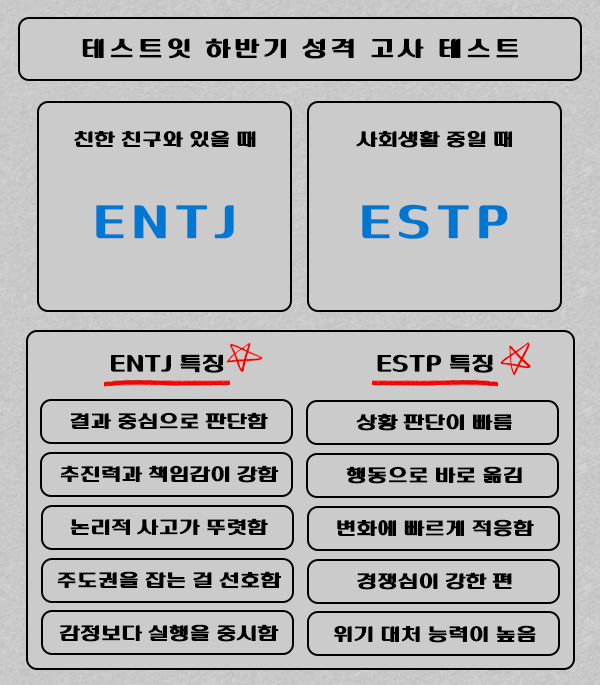 테스트잇 하반기 성격 고사 테스트
친한 친구와 있을 때
ENTJ
사회생활 중일 때
ESTP
ENTJ 특징
결과 중심으로 판단함
추진력과 책임감이 강함
논리적 사고가 뚜렷함
주도권을 잡는 걸 선호함
감정보다 실행을 중시함
ESTP 특징
상황 판단이 빠름
행동으로 바로 옮김
변화에 빠르게 적응함
경쟁심이 강한 편
위기 대처 능력이 높음